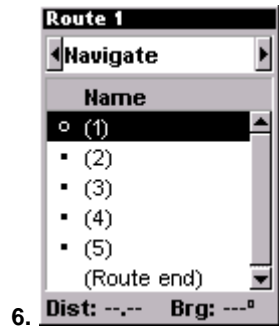 Route 1
Navigate
Name
(1)
(2)
(3)
(4)
(5)
(Route end)
6. Dist: --.-- Brg: ---º